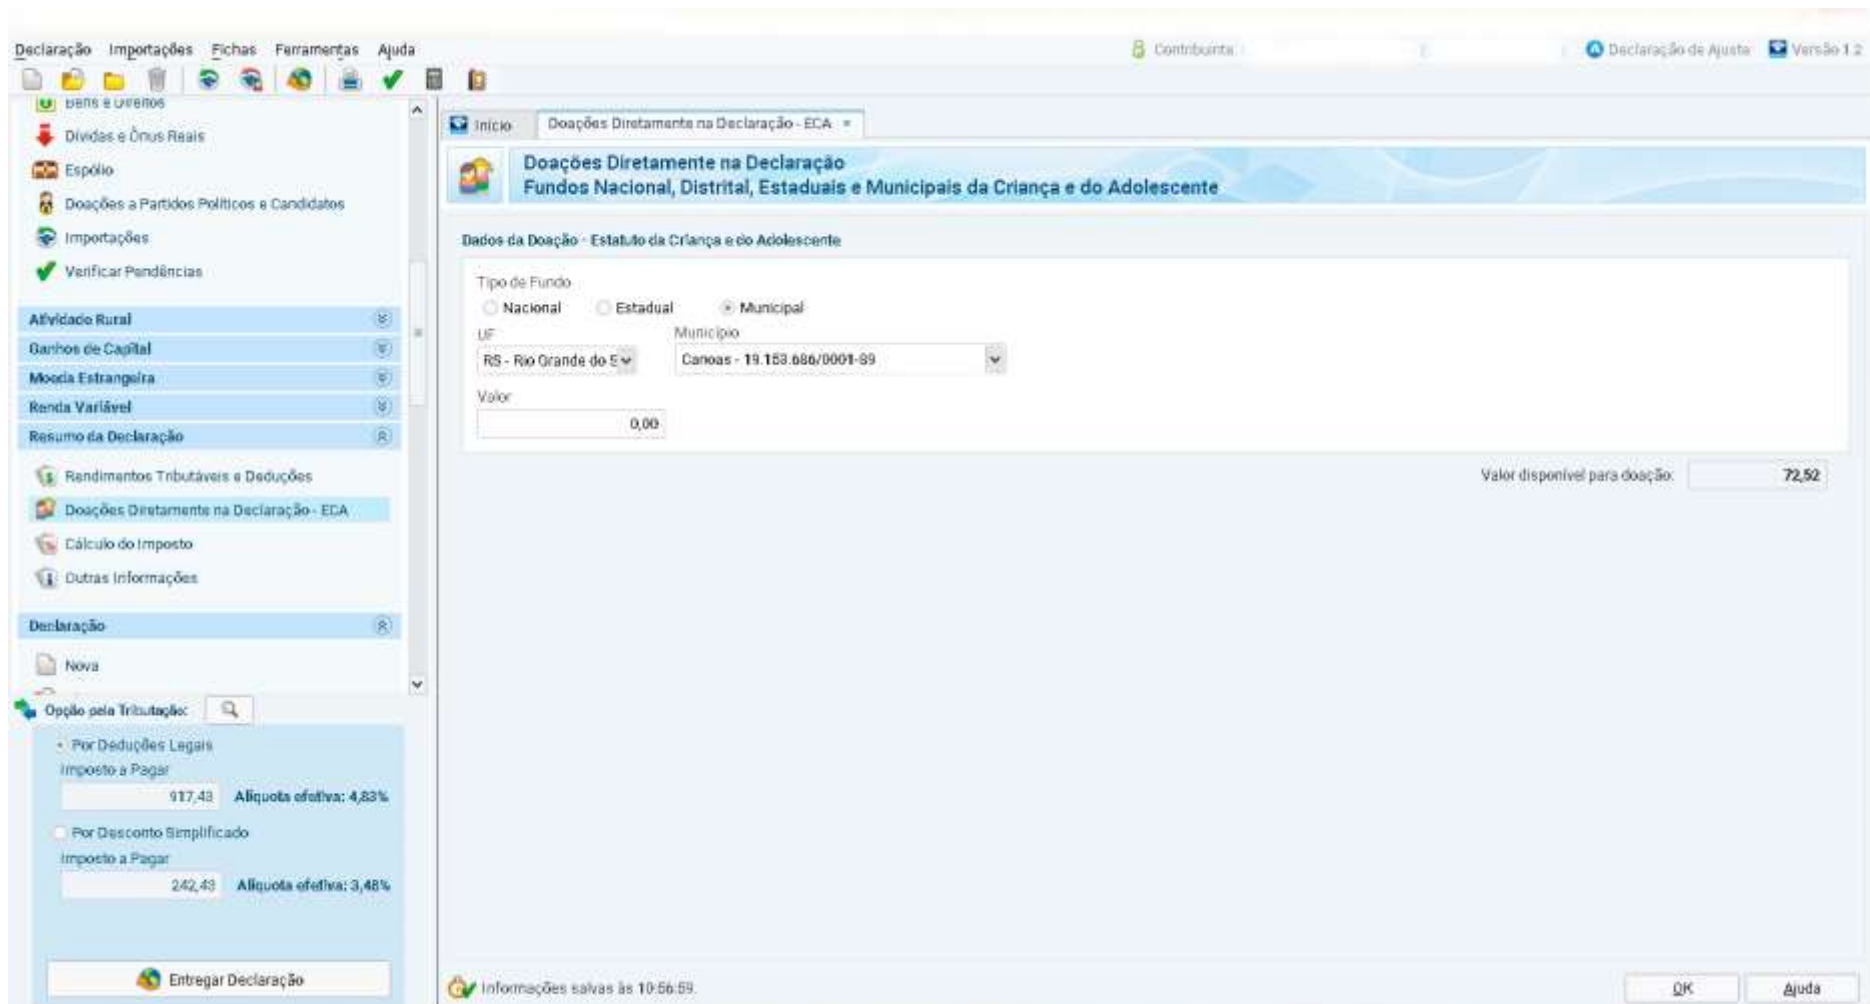 Declaração Importações Fichas Ferramentas Ajuda
Contribuinte:
Declaração de Ajuste
Versão 1.2
Bens e Direitos
Dívidas e Ônus Reais
Espólio
Doações a Partidos Políticos e Candidatos
Importações
Verificar Pendências
Atividade Rural
Ganhos de Capital
Moeda Estrangeira
Renda Variável
Resumo da Declaração
Rendimentos Tributáveis e Deduções
Doações Diretamente na Declaração - ECA
Cálculo do Imposto
Outras Informações
Declaração
Nova
Opção pela Tributação:
Por Deduções Legais
Imposto a Pagar
917,43 Alíquota efetiva: 4,83%
Por Desconto Simplificado
Imposto a Pagar
242,43 Alíquota efetiva: 3,48%
Entregar Declaração
Início
Doações Diretamente na Declaração - ECA
Doações Diretamente na Declaração
Fundos Nacional, Distrital, Estaduais e Municipais da Criança e do Adolescente
Dados da Doação - Estatuto da Criança e do Adolescente
Tipo de Fundo
Nacional Estadual Municipal
UF Município
RS - Rio Grande do S Canoas - 19.153.686/0001-89
Valor
0,00
Valor disponível para doação: 72,52
Informações salvas às 10:56:59.
OK Ajuda